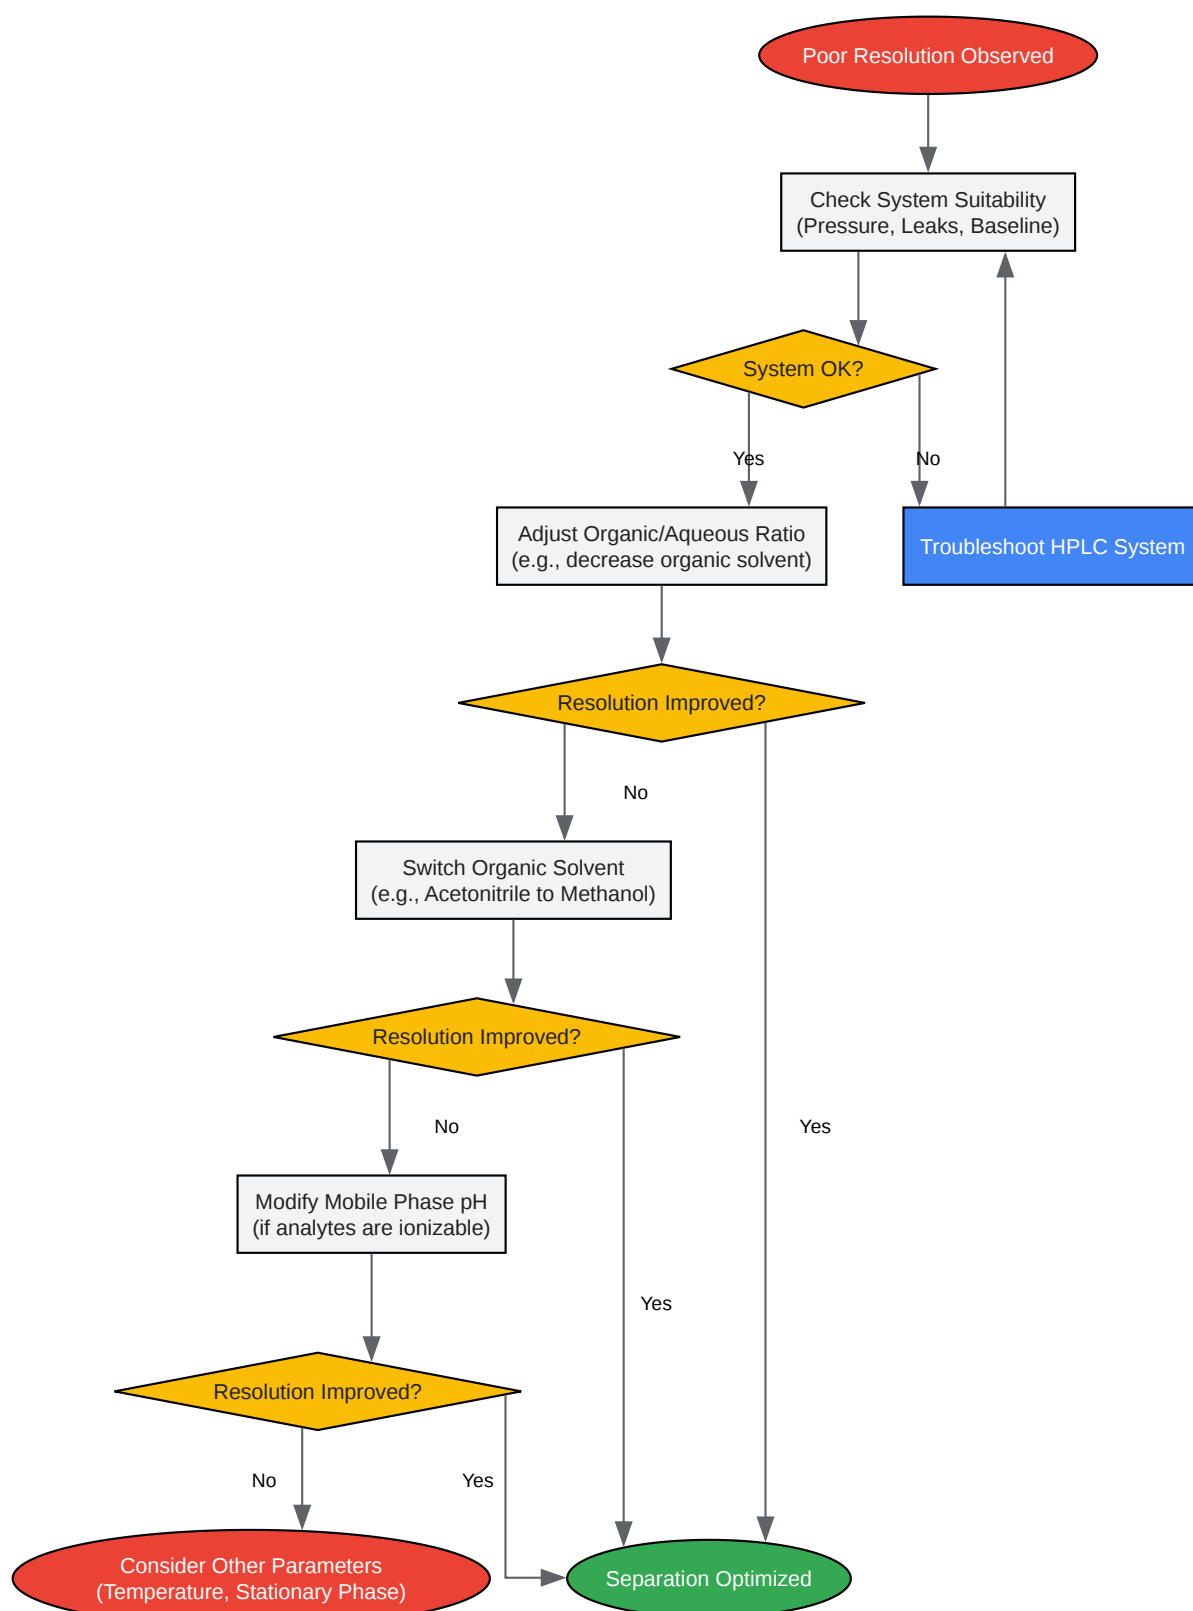 Poor Resolution Observed
Check System Suitability
(Pressure, Leaks, Baseline)
System OK?
Yes
No
Adjust Organic/Aqueous Ratio
(e.g., decrease organic solvent)
Troubleshoot HPLC System
Resolution Improved?
No
Switch Organic Solvent
(e.g., Acetonitrile to Methanol)
Resolution Improved?
No
Yes
Modify Mobile Phase pH
(if analytes are ionizable)
Yes
Resolution Improved?
No
Yes
Consider Other Parameters
(Temperature, Stationary Phase)
Separation Optimized